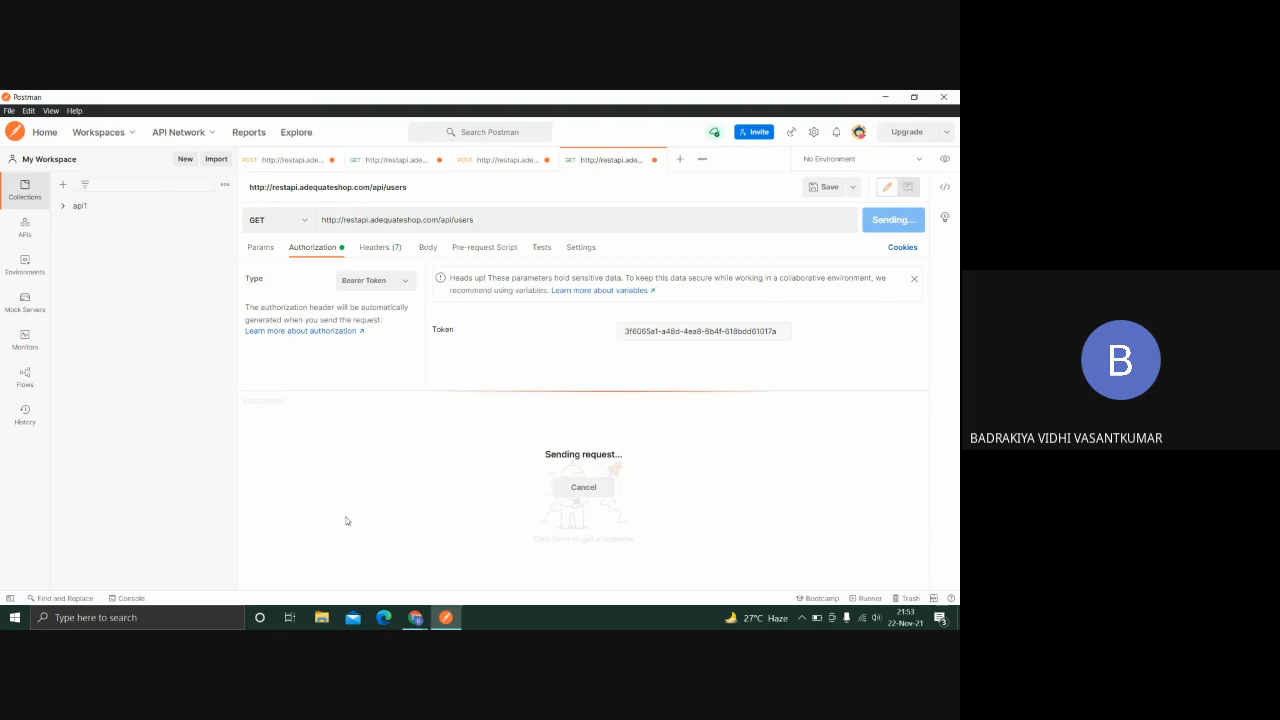 Postman
File Edit View Help
Home Workspaces API Network Reports Explore Search Postman Invite Upgrade
My Workspace New Import POST http://restapi.ade... GET http://restapi.ade... POST http://restapi.ade... GET http://restapi.ade... No Environment
Collections
APIs
Environments
Mock Servers
Monitors
Flows
History
api1
http://restapi.adequateshop.com/api/users Save
GET http://restapi.adequateshop.com/api/users Sending...
Params Authorization Headers (7) Body Pre-request Script Tests Settings Cookies
Type Bearer Token
The authorization header will be automatically
generated when you send the request.
Learn more about authorization ↗
Heads up! These parameters hold sensitive data. To keep this data secure while working in a collaborative environment, we
recommend using variables. Learn more about variables ↗
Token 3f6065a1-a48d-4ea8-8b4f-618bdd61017a
Response
Sending request...
Cancel
Click Send to get a response
Find and Replace Console Bootcamp Runner Trash
Type here to search 27°C Haze 21:53
22-Nov-21
3
B
BADRAKIYA VIDHI VASANTKUMAR